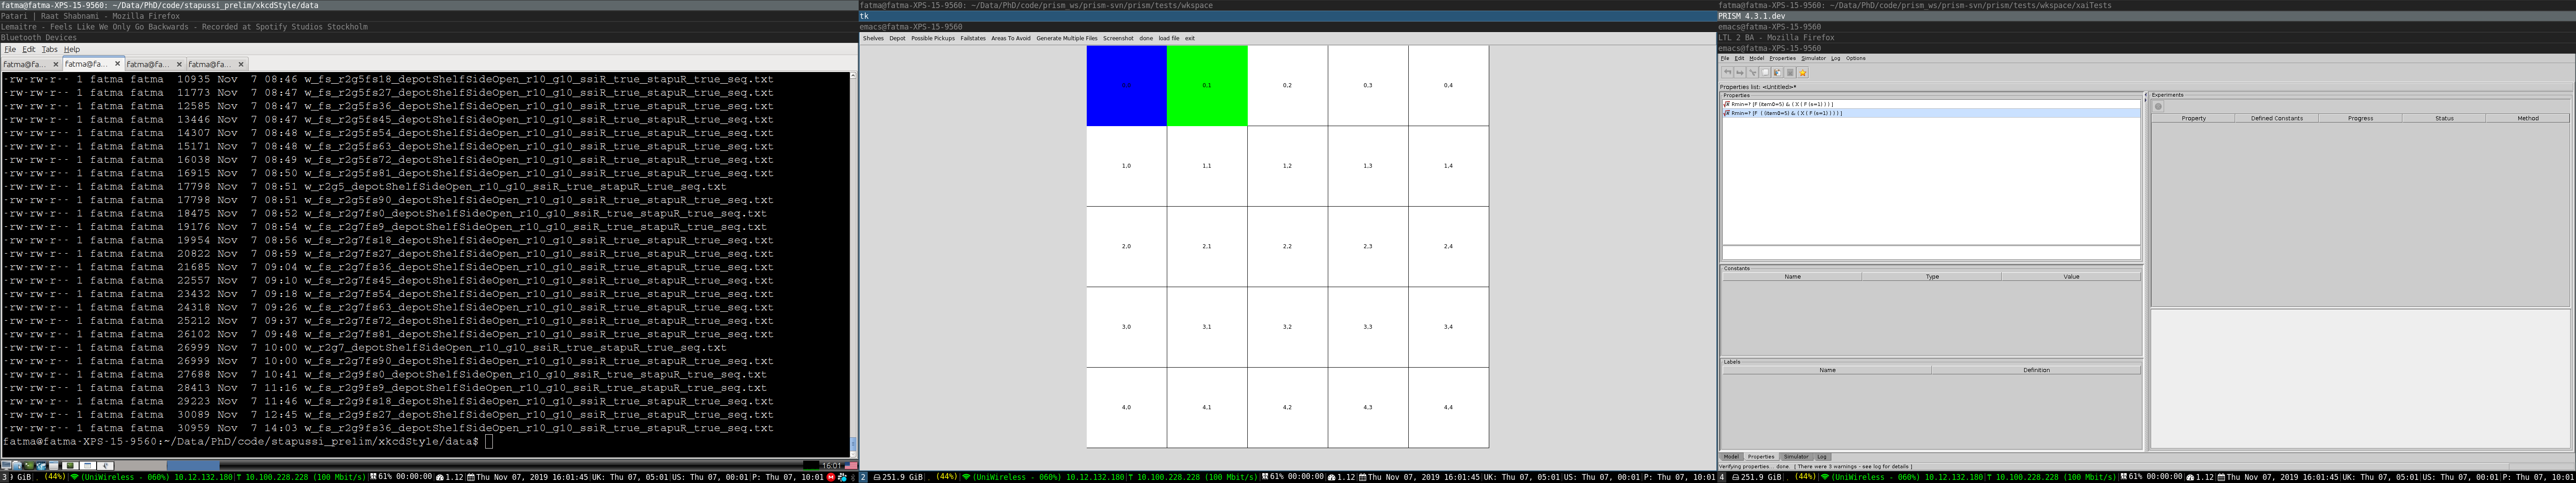 fatma@fatma-XPS-15-9560: ~/Data/PhD/code/stapussi_prelim/xkcdStyle/data
Patari | Raat Shabnami - Mozilla Firefox
Lemaitre - Feels Like We Only Go Backwards - Recorded at Spotify Studios Stockholm
Bluetooth Devices
File Edit Tabs Help
fatma@fa... fatma@fa... fatma@fa... fatma@fa...
-rw-rw-r-- 1 fatma fatma 10935 Nov 7 08:46 w_fs_r2g5fs18_depotShelfSideOpen_r10_g10_ssiR_true_stapuR_true_seq.txt
-rw-rw-r-- 1 fatma fatma 11773 Nov 7 08:47 w_fs_r2g5fs27_depotShelfSideOpen_r10_g10_ssiR_true_stapuR_true_seq.txt
-rw-rw-r-- 1 fatma fatma 12585 Nov 7 08:47 w_fs_r2g5fs36_depotShelfSideOpen_r10_g10_ssiR_true_stapuR_true_seq.txt
-rw-rw-r-- 1 fatma fatma 13446 Nov 7 08:47 w_fs_r2g5fs45_depotShelfSideOpen_r10_g10_ssiR_true_stapuR_true_seq.txt
-rw-rw-r-- 1 fatma fatma 14307 Nov 7 08:48 w_fs_r2g5fs54_depotShelfSideOpen_r10_g10_ssiR_true_stapuR_true_seq.txt
-rw-rw-r-- 1 fatma fatma 15171 Nov 7 08:48 w_fs_r2g5fs63_depotShelfSideOpen_r10_g10_ssiR_true_stapuR_true_seq.txt
-rw-rw-r-- 1 fatma fatma 16038 Nov 7 08:49 w_fs_r2g5fs72_depotShelfSideOpen_r10_g10_ssiR_true_stapuR_true_seq.txt
-rw-rw-r-- 1 fatma fatma 16915 Nov 7 08:50 w_fs_r2g5fs81_depotShelfSideOpen_r10_g10_ssiR_true_stapuR_true_seq.txt
-rw-rw-r-- 1 fatma fatma 17798 Nov 7 08:51 w_r2g5_depotShelfSideOpen_r10_g10_ssiR_true_stapuR_true_seq.txt
-rw-rw-r-- 1 fatma fatma 17798 Nov 7 08:51 w_fs_r2g5fs90_depotShelfSideOpen_r10_g10_ssiR_true_stapuR_true_seq.txt
-rw-rw-r-- 1 fatma fatma 18475 Nov 7 08:52 w_fs_r2g7fs0_depotShelfSideOpen_r10_g10_ssiR_true_stapuR_true_seq.txt
-rw-rw-r-- 1 fatma fatma 19176 Nov 7 08:54 w_fs_r2g7fs9_depotShelfSideOpen_r10_g10_ssiR_true_stapuR_true_seq.txt
-rw-rw-r-- 1 fatma fatma 19954 Nov 7 08:56 w_fs_r2g7fs18_depotShelfSideOpen_r10_g10_ssiR_true_stapuR_true_seq.txt
-rw-rw-r-- 1 fatma fatma 20822 Nov 7 08:59 w_fs_r2g7fs27_depotShelfSideOpen_r10_g10_ssiR_true_stapuR_true_seq.txt
-rw-rw-r-- 1 fatma fatma 21685 Nov 7 09:04 w_fs_r2g7fs36_depotShelfSideOpen_r10_g10_ssiR_true_stapuR_true_seq.txt
-rw-rw-r-- 1 fatma fatma 22557 Nov 7 09:10 w_fs_r2g7fs45_depotShelfSideOpen_r10_g10_ssiR_true_stapuR_true_seq.txt
-rw-rw-r-- 1 fatma fatma 23432 Nov 7 09:18 w_fs_r2g7fs54_depotShelfSideOpen_r10_g10_ssiR_true_stapuR_true_seq.txt
-rw-rw-r-- 1 fatma fatma 24318 Nov 7 09:26 w_fs_r2g7fs63_depotShelfSideOpen_r10_g10_ssiR_true_stapuR_true_seq.txt
-rw-rw-r-- 1 fatma fatma 25212 Nov 7 09:37 w_fs_r2g7fs72_depotShelfSideOpen_r10_g10_ssiR_true_stapuR_true_seq.txt
-rw-rw-r-- 1 fatma fatma 26102 Nov 7 09:48 w_fs_r2g7fs81_depotShelfSideOpen_r10_g10_ssiR_true_stapuR_true_seq.txt
-rw-rw-r-- 1 fatma fatma 26999 Nov 7 10:00 w_r2g7_depotShelfSideOpen_r10_g10_ssiR_true_stapuR_true_seq.txt
-rw-rw-r-- 1 fatma fatma 26999 Nov 7 10:00 w_fs_r2g7fs90_depotShelfSideOpen_r10_g10_ssiR_true_stapuR_true_seq.txt
-rw-rw-r-- 1 fatma fatma 27688 Nov 7 10:41 w_fs_r2g9fs0_depotShelfSideOpen_r10_g10_ssiR_true_stapuR_true_seq.txt
-rw-rw-r-- 1 fatma fatma 28413 Nov 7 11:16 w_fs_r2g9fs9_depotShelfSideOpen_r10_g10_ssiR_true_stapuR_true_seq.txt
-rw-rw-r-- 1 fatma fatma 29223 Nov 7 11:46 w_fs_r2g9fs18_depotShelfSideOpen_r10_g10_ssiR_true_stapuR_true_seq.txt
-rw-rw-r-- 1 fatma fatma 30089 Nov 7 12:45 w_fs_r2g9fs27_depotShelfSideOpen_r10_g10_ssiR_true_stapuR_true_seq.txt
-rw-rw-r-- 1 fatma fatma 30959 Nov 7 14:03 w_fs_r2g9fs36_depotShelfSideOpen_r10_g10_ssiR_true_stapuR_true_seq.txt
fatma@fatma-XPS-15-9560:~/Data/PhD/code/stapussi_prelim/xkcdStyle/data$
16:01
3 GiB (44%) (UniWireless - 060%) 10.12.132.180 T 10.100.228.228 (100 Mbit/s) 61% 00:00:00 1.12 Thu Nov 07, 2019 16:01:45 UK: Thu 07, 05:01 US: Thu 07, 00:01 P: Thu 07, 10:01
fatma@fatma-XPS-15-9560: ~/Data/PhD/code/prism_ws/prism-svn/prism/tests/wkspace
tk
emacs@fatma-XPS-15-9560
Shelves Depot Possible Pickups Failstates Areas To Avoid Generate Multiple Files Screenshot done load file exit
0,0 0,1 0,2 0,3 0,4
1,0 1,1 1,2 1,3 1,4
2,0 2,1 2,2 2,3 2,4
3,0 3,1 3,2 3,3 3,4
4,0 4,1 4,2 4,3 4,4
2 251.9 GiB (44%) (UniWireless - 060%) 10.12.132.180 T 10.100.228.228 (100 Mbit/s) 61% 00:00:00 1.12 Thu Nov 07, 2019 16:01:45 UK: Thu 07, 05:01 US: Thu 07, 00:01 P: Thu 07, 10:01
fatma@fatma-XPS-15-9560: ~/Data/PhD/code/prism_ws/prism-svn/prism/tests/wkspace/xaiTests
PRISM 4.3.1.dev
emacs@fatma-XPS-15-9560
LTL 2 BA - Mozilla Firefox
emacs@fatma-XPS-15-9560
File Edit Model Properties Simulator Log Options
Properties list: <Untitled>*
Properties
Rmin=? [F (item0=5) & ( X ( F (s=1) ) ) ]
Rmin=? [F ( (item0=5) & ( X ( F (s=1) ) ) ) ]
Constants
Name Type Value
Labels
Name Definition
Experiments
Property Defined Constants Progress Status Method
Model Properties Simulator Log
Verifying properties... done. [ There were 3 warnings - see log for details ]
4 251.9 GiB (44%) (UniWireless - 060%) 10.12.132.180 T 10.100.228.228 (100 Mbit/s) 61% 00:00:00 1.12 Thu Nov 07, 2019 16:01:45 UK: Thu 07, 05:01 US: Thu 07, 00:01 P: Thu 07, 10:01